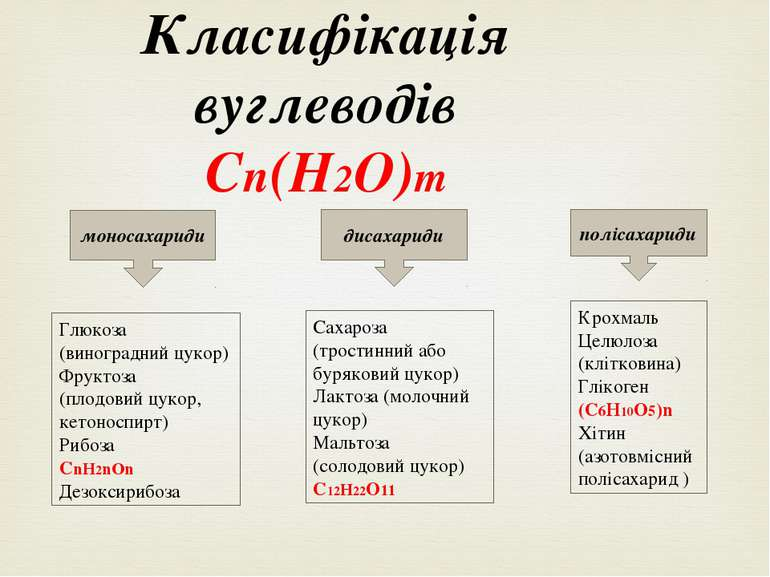 Класифікація
вуглеводів
Cn(H2O)m
моносахариди
дисахариди
полісахариди
Глюкоза
(виноградний цукор)
Фруктоза
(плодовий цукор,
кетоноспирт)
Рибоза
CnH2nOn
Дезоксирибоза
Сахароза
(тростинний або
буряковий цукор)
Лактоза (молочний
цукор)
Мальтоза
(солодовий цукор)
C12H22O11
Крохмаль
Целюлоза
(клітковина)
Глікоген
(C6H10O5)n
Хітин
(азотовмісний
полісахарид )